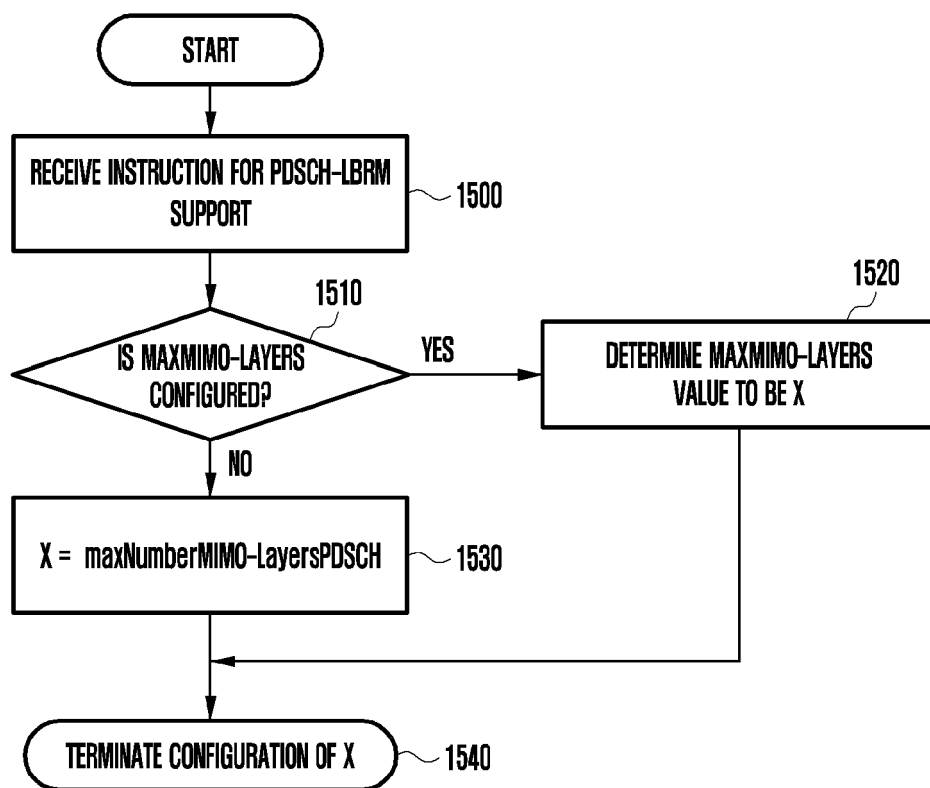 START
RECEIVE INSTRUCTION FOR PDSCH-LBRM
SUPPORT
1500
1510
IS MAXMIMO-LAYERS
CONFIGURED?
YES
1520
DETERMINE MAXMIMO-LAYERS
VALUE TO BE X
NO
X = maxNumberMIMO-LayersPDSCH
1530
TERMINATE CONFIGURATION OF X
1540